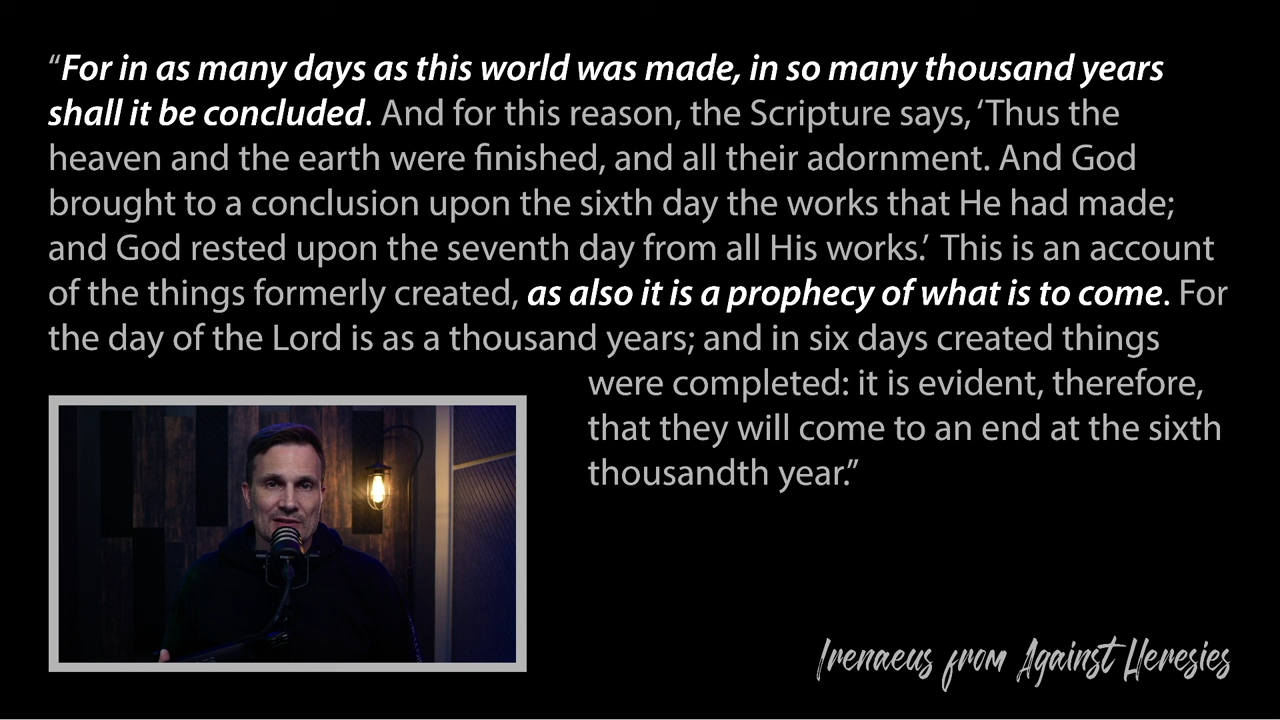 “For in as many days as this world was made, in so many thousand years
shall it be concluded. And for this reason, the Scripture says, ‘Thus the
heaven and the earth were finished, and all their adornment. And God
brought to a conclusion upon the sixth day the works that He had made;
and God rested upon the seventh day from all His works.’ This is an account
of the things formerly created, as also it is a prophecy of what is to come. For
the day of the Lord is as a thousand years; and in six days created things
were completed: it is evident, therefore,
that they will come to an end at the sixth
thousandth year.”
Irenaeus from Against Heresies